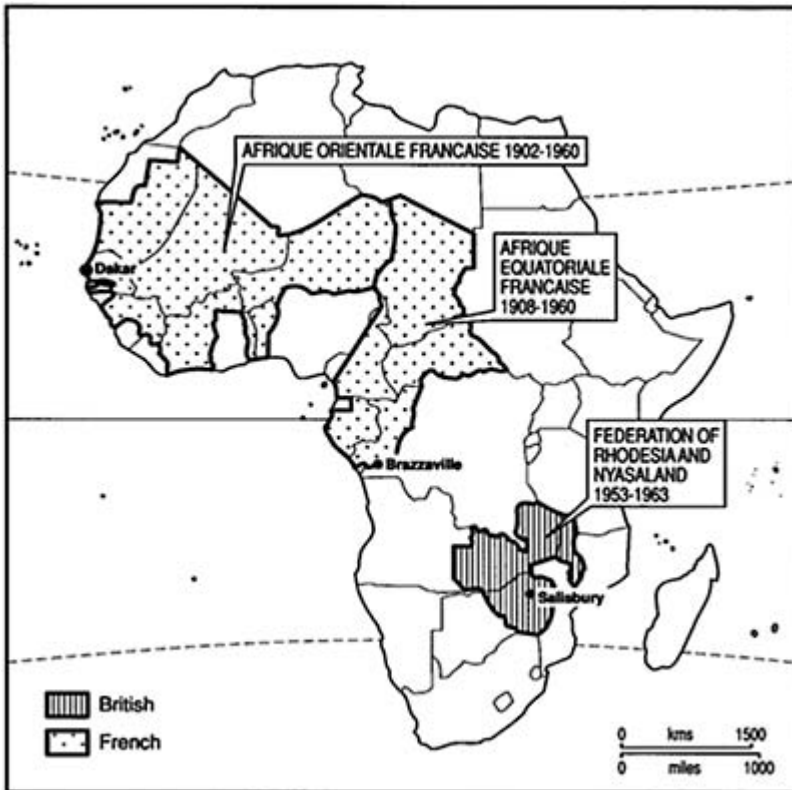 AFRIQUE ORIENTALE FRANCAISE 1902-1960
Dakar
AFRIQUE
EQUATORIALE
FRANCAISE
1908-1960
Brazzaville
FEDERATION OF
RHODESIA AND
NYASALAND
1953-1963
Salisbury
British
French
0 kms 1500
0 miles 1000